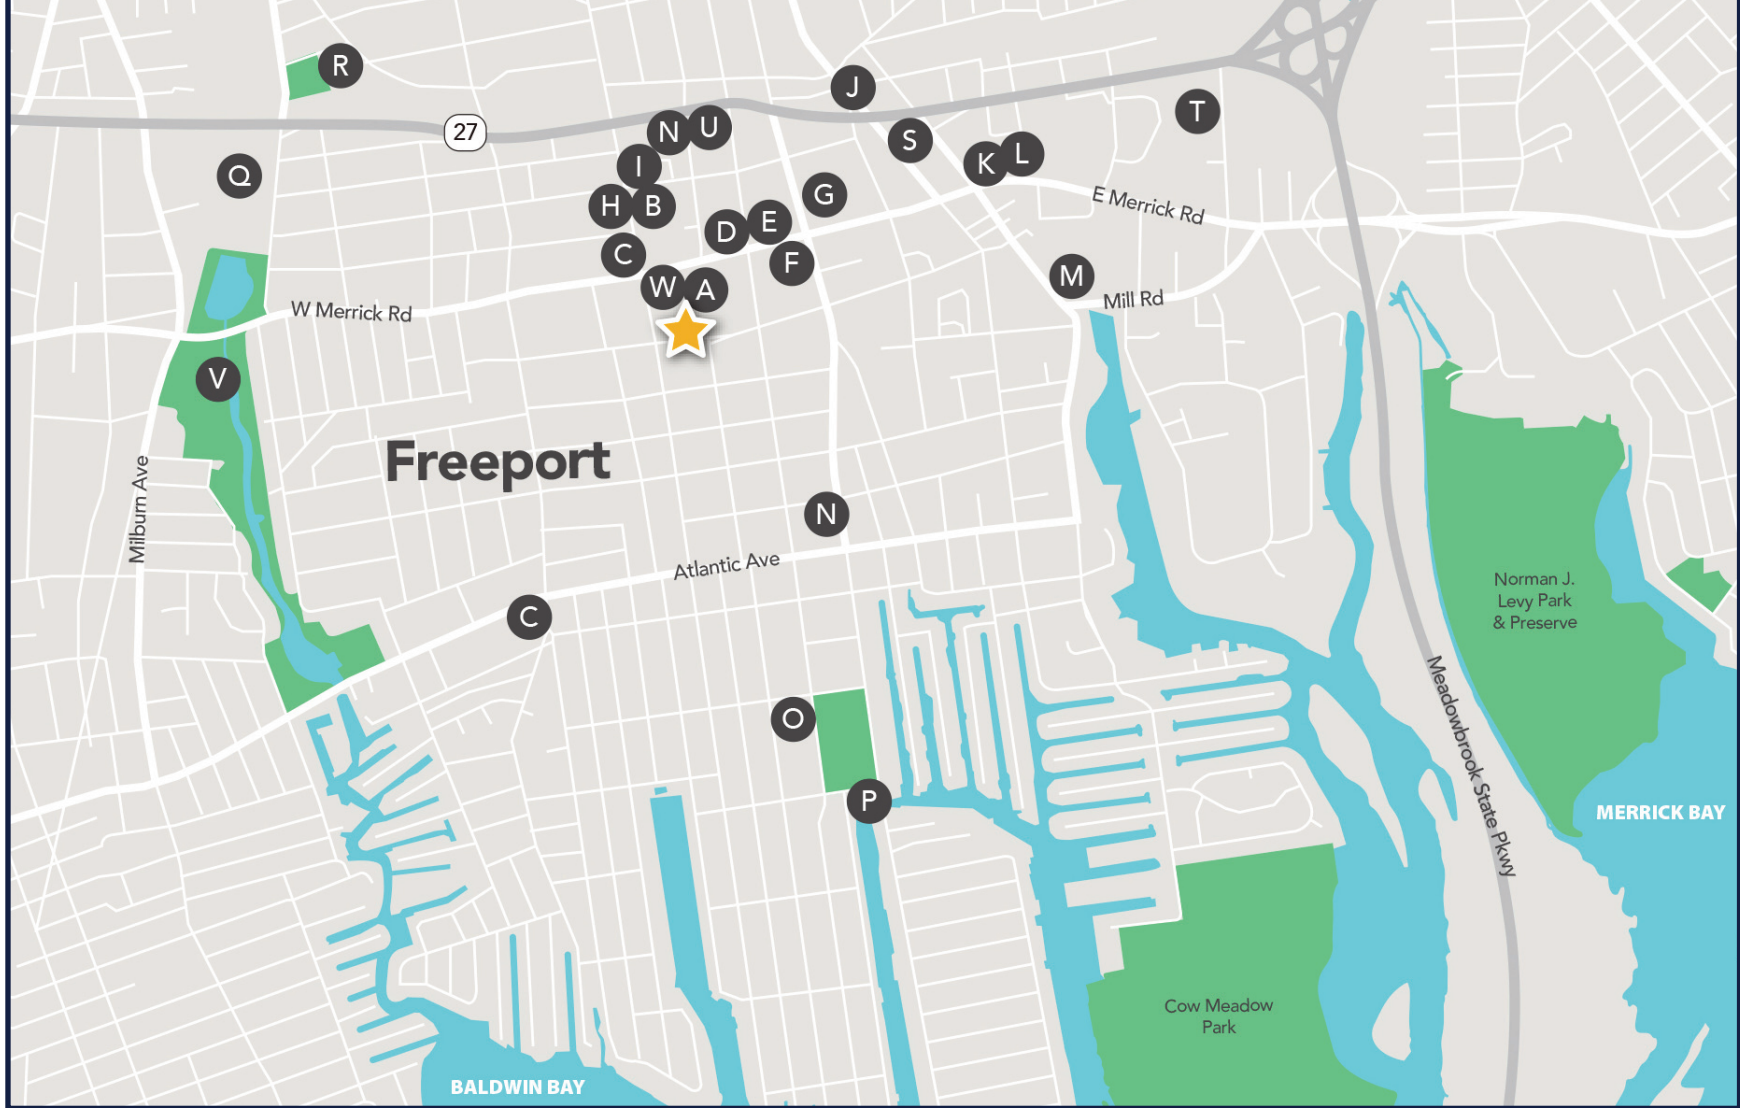 R
J
27
N
U
T
S
Q
I
K
L
H
B
G
E Merrick Rd
D
E
C
F
W
A
M
Mill Rd
W Merrick Rd
V
Freeport
Milburn Ave
N
Atlantic Ave
C
Norman J.
Levy Park
& Preserve
O
P
Meadowbrook State Pkwy
MERRICK BAY
Cow Meadow
Park
BALDWIN BAY